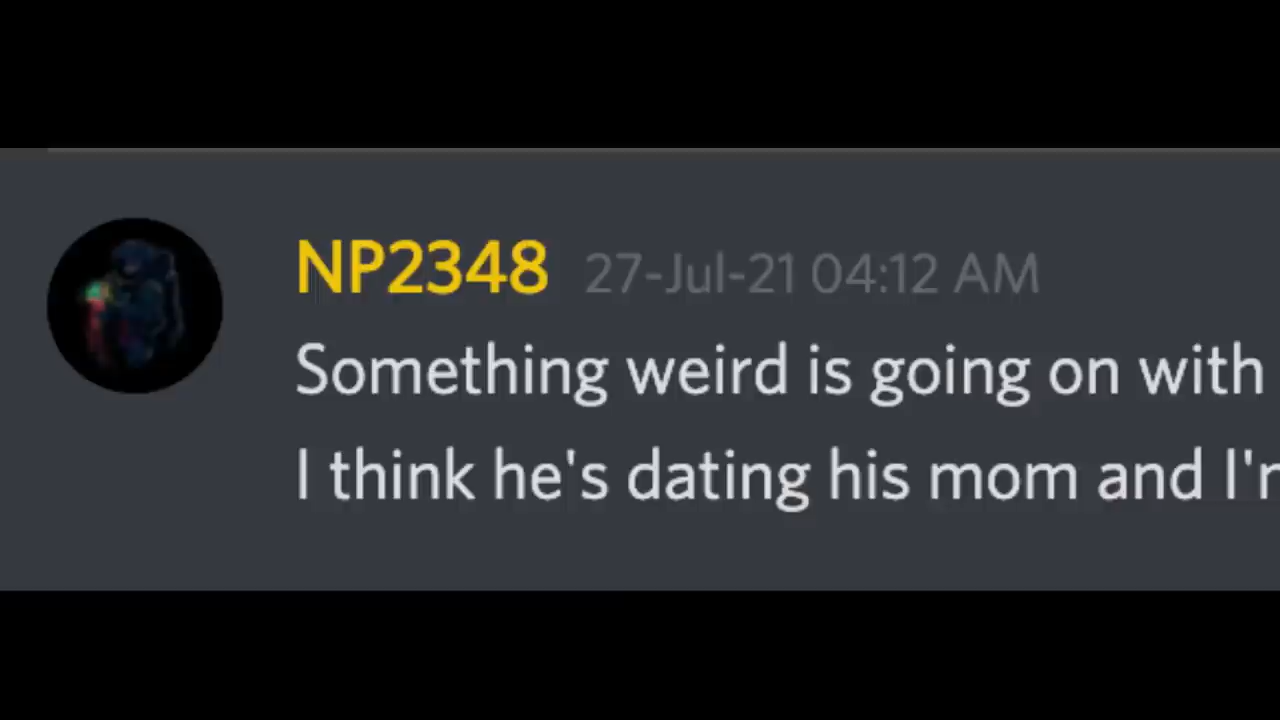 NP2348 27-Jul-21 04:12 AM
Something weird is going on with
I think he's dating his mom and I'